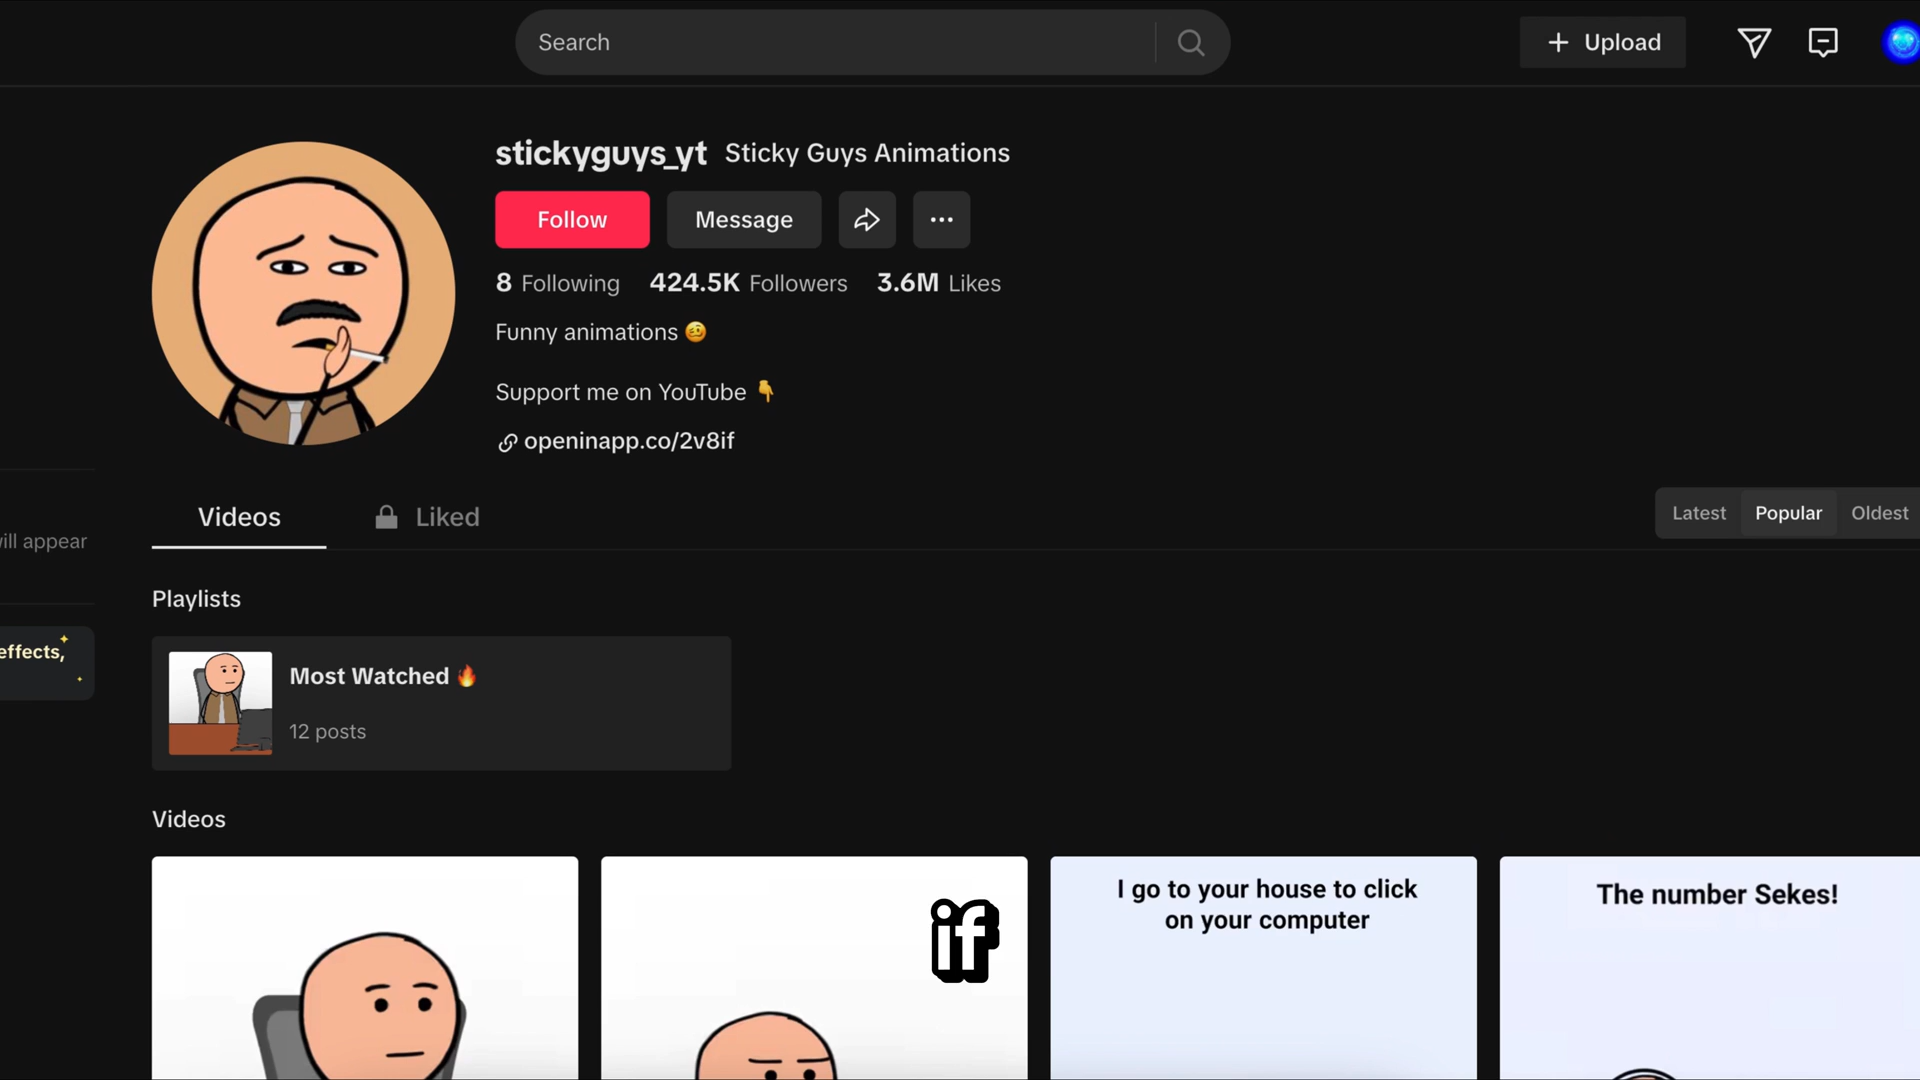 Search
Upload
stickyguys_yt Sticky Guys Animations
Follow
Message
8 Following 424.5K Followers 3.6M Likes
Funny animations 🥴
Support me on YouTube 👇
openinapp.co/2v8if
Videos
Liked
Latest
Popular
Oldest
will appear
effects,
Playlists
Most Watched 🔥
12 posts
Videos
if
I go to your house to click
on your computer
The number Sekes!